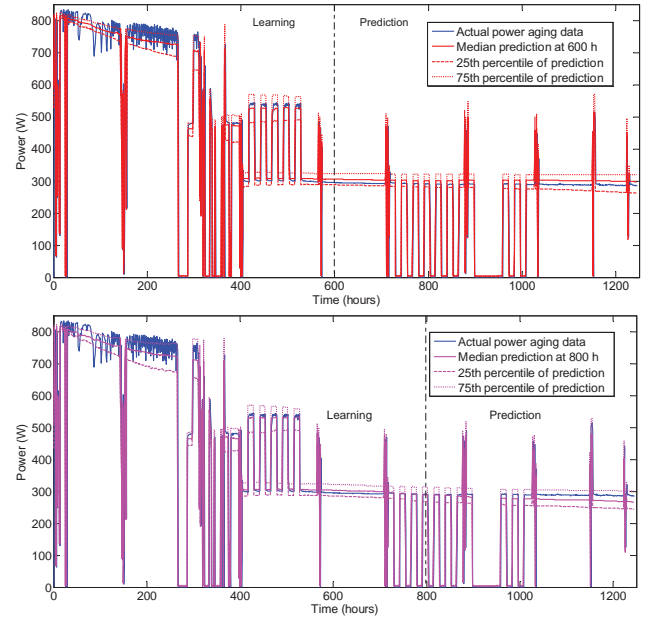 Learning Prediction
Actual power aging data
Median prediction at 600 h
25th percentile of prediction
75th percentile of prediction
Power (W)
800
700
600
500
400
300
200
100
0
0 200 400 600 800 1000 1200
Time (hours)
Actual power aging data
Median prediction at 800 h
25th percentile of prediction
75th percentile of prediction
Learning Prediction
Power (W)
800
700
600
500
400
300
200
100
0
0 200 400 600 800 1000 1200
Time (hours)